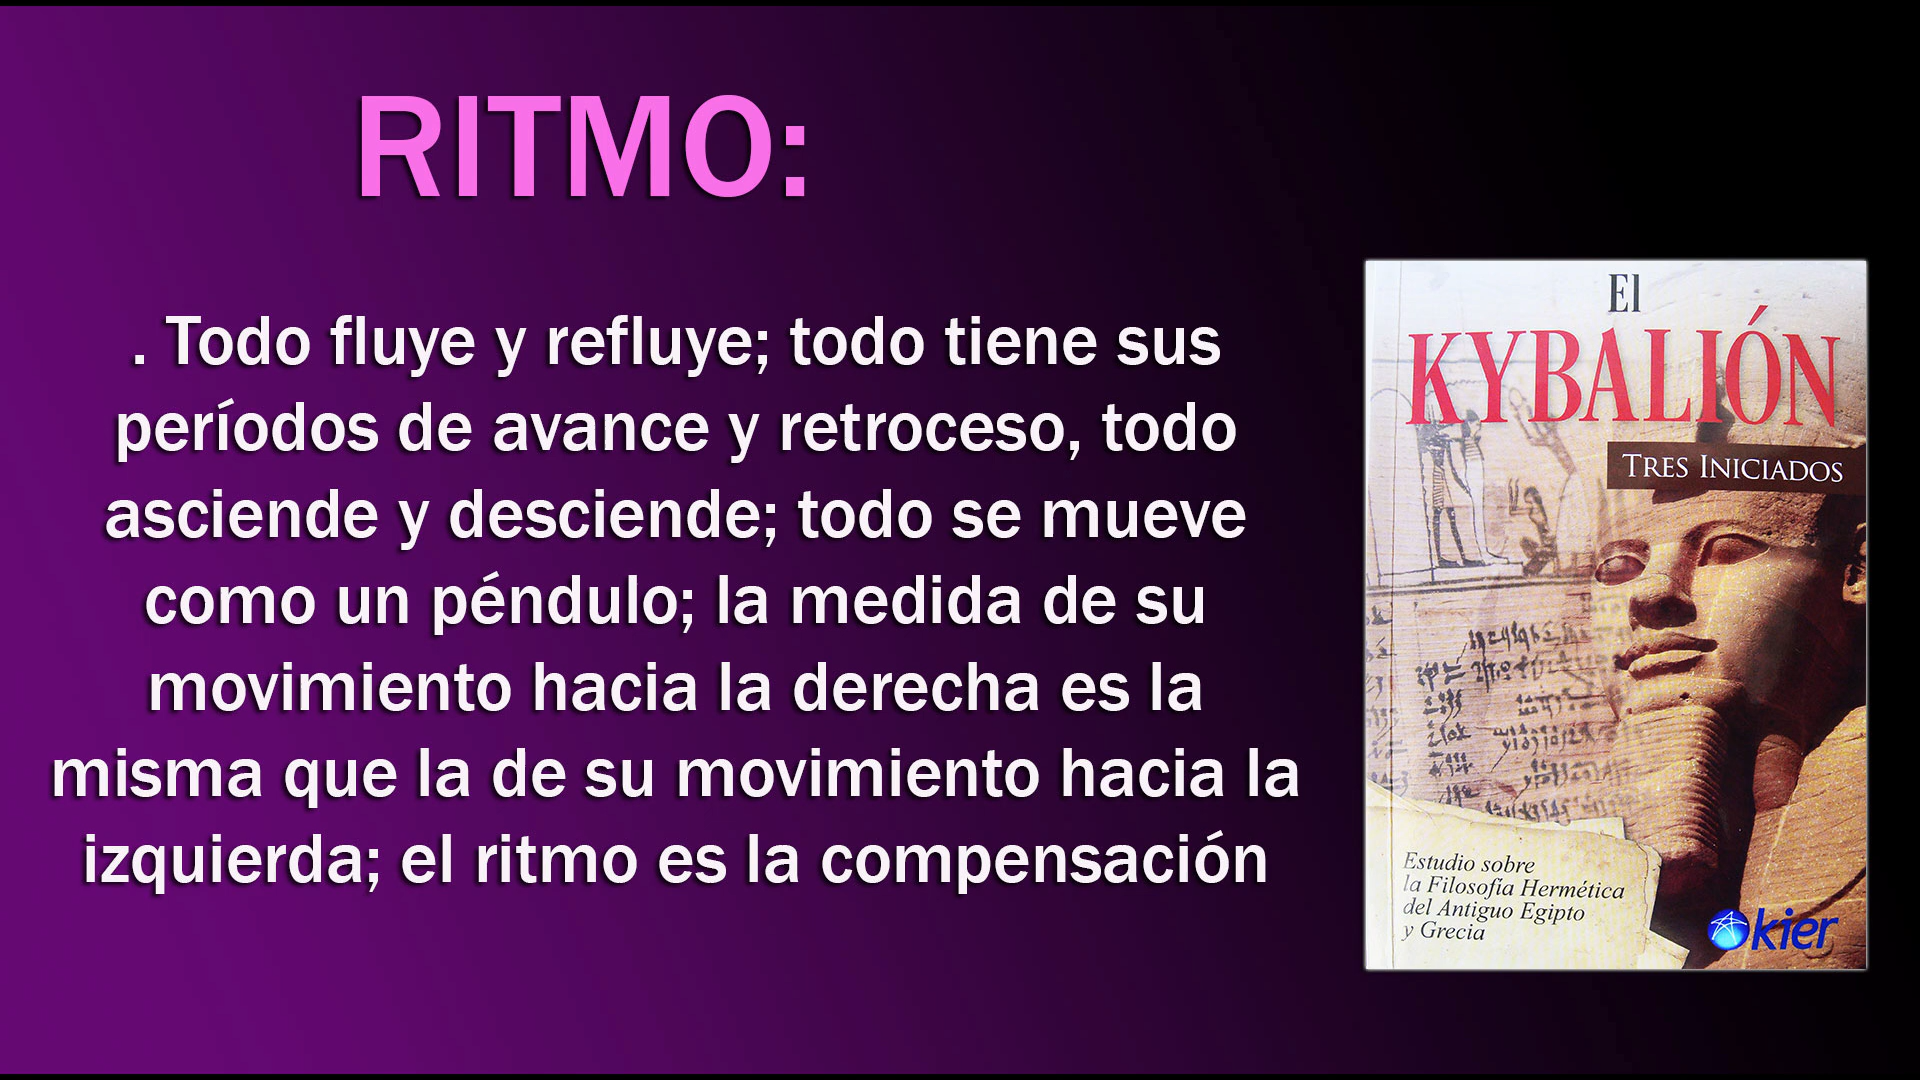 RITMO:
. Todo fluye y refluye; todo tiene sus
períodos de avance y retroceso, todo
asciende y desciende; todo se mueve
como un péndulo; la medida de su
movimiento hacia la derecha es la
misma que la de su movimiento hacia la
izquierda; el ritmo es la compensación
El
KYBALIÓN
TRES INICIADOS
Estudio sobre
la Filosofía Hermética
del Antiguo Egipto
y Grecia
kier